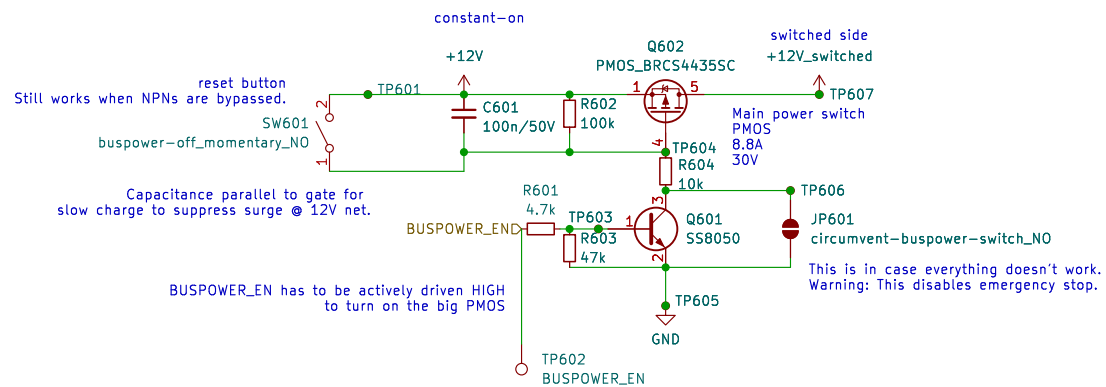 constant-on
switched side
+12V
Q602
PMOS_BRCS4435SC
+12V_switched
reset button
Still works when NPNs are bypassed.
TP601
1
5
TP607
2
SW601
buspower-off_momentary_NO
1
C601
100n/50V
R602
100k
4
Main power switch
PMOS
8.8A
30V
TP604
R604
10k
Capacitance parallel to gate for
slow charge to suppress surge @ 12V net.
R601
4.7k
BUSPOWER_EN
TP603
R603
47k
1
3
2
Q601
SS8050
TP606
JP601
circumvent-buspower-switch_NO
This is in case everything doesn't work.
Warning: This disables emergency stop.
BUSPOWER_EN has to be actively driven HIGH
to turn on the big PMOS
TP605
GND
TP602
BUSPOWER_EN